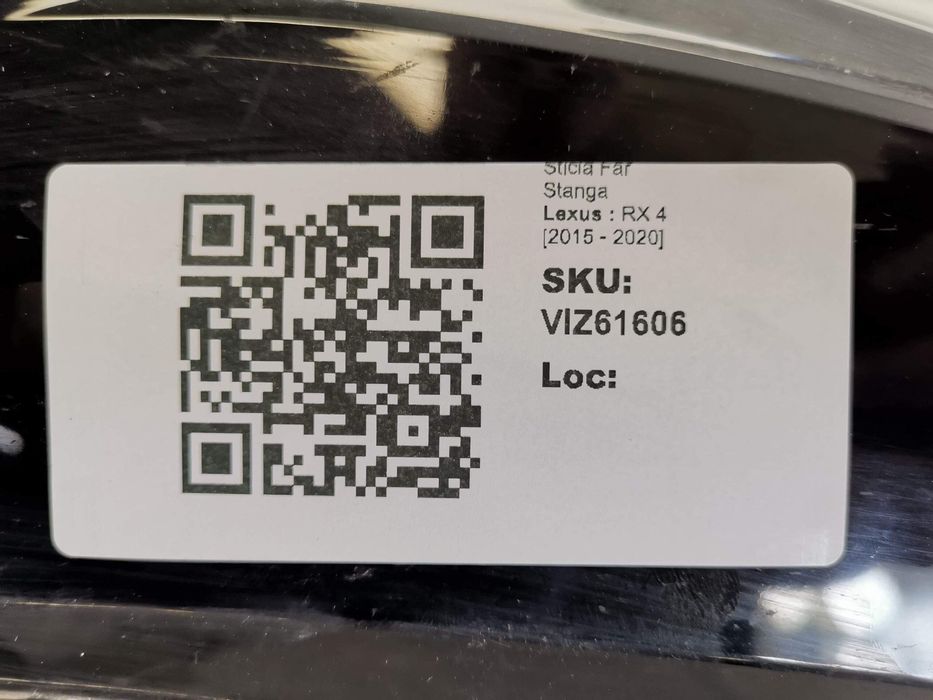 Sticla Far
Stanga
Lexus : RX 4
[2015 - 2020]
SKU:
VIZ61606
Loc: